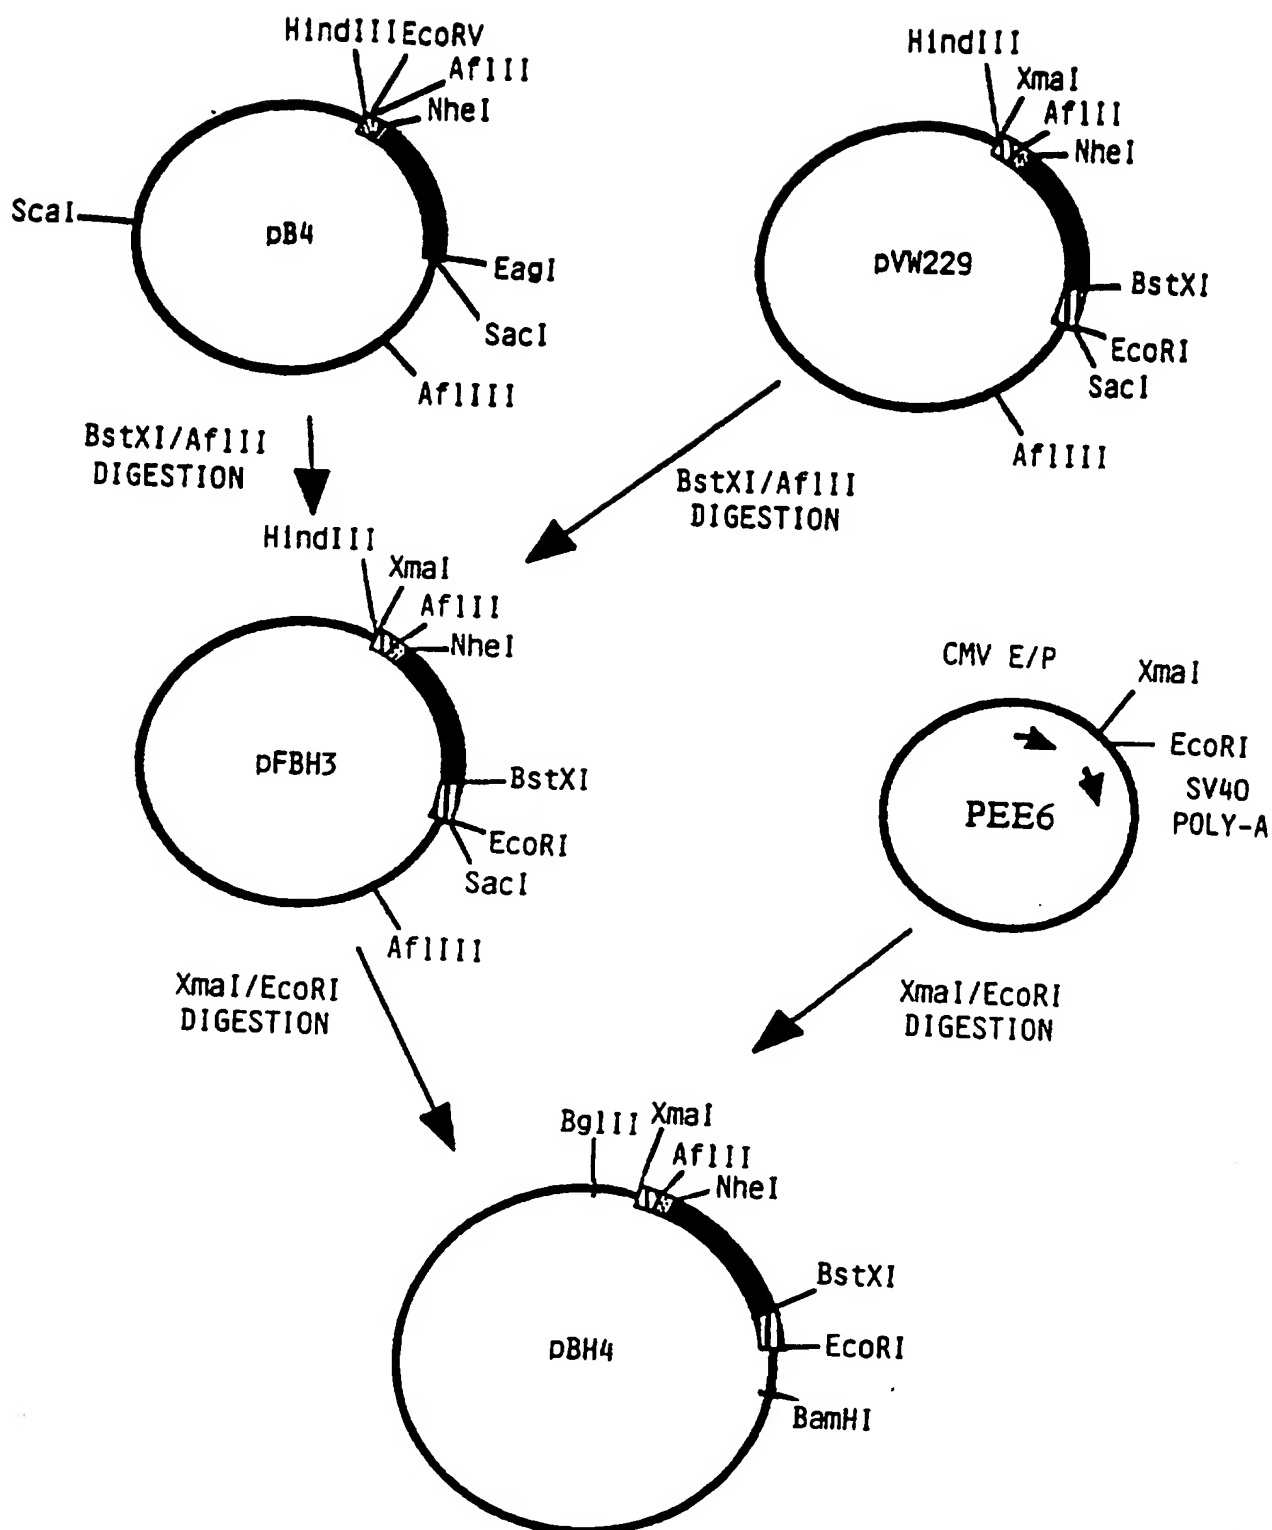 HindIII EcoRV
AflII
NheI
ScaI
pB4
EagI
SacI
AflIII
HindIII
XmaI
AflII
NheI
pVW229
BstXI
EcoRI
SacI
AflIII
BstXI/AflII
DIGESTION
BstXI/AflII
DIGESTION
HindIII
XmaI
AflII
NheI
pFBH3
BstXI
EcoRI
SacI
AflIII
CMV E/P
XmaI
EcoRI
SV40
POLY-A
PEE6
XmaI/EcoRI
DIGESTION
XmaI/EcoRI
DIGESTION
BglII
XmaI
AflII
NheI
pBH4
BstXI
EcoRI
BamHI